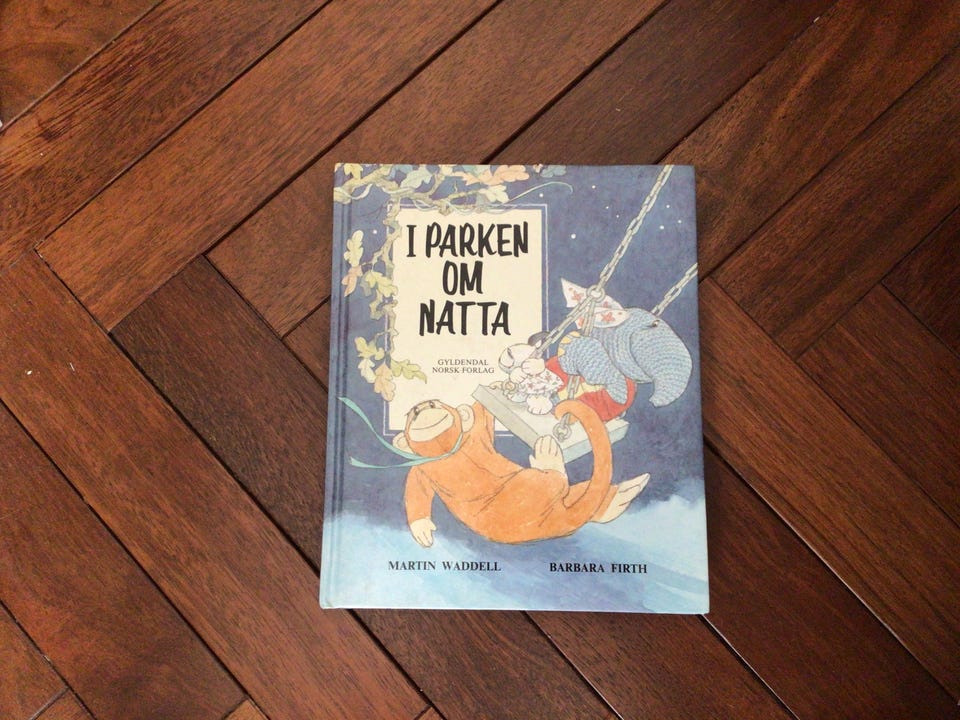 I PARKEN
OM
NATTA
GYLDENDAL
NORSK FORLAG
MARTIN WADDELL BARBARA FIRTH